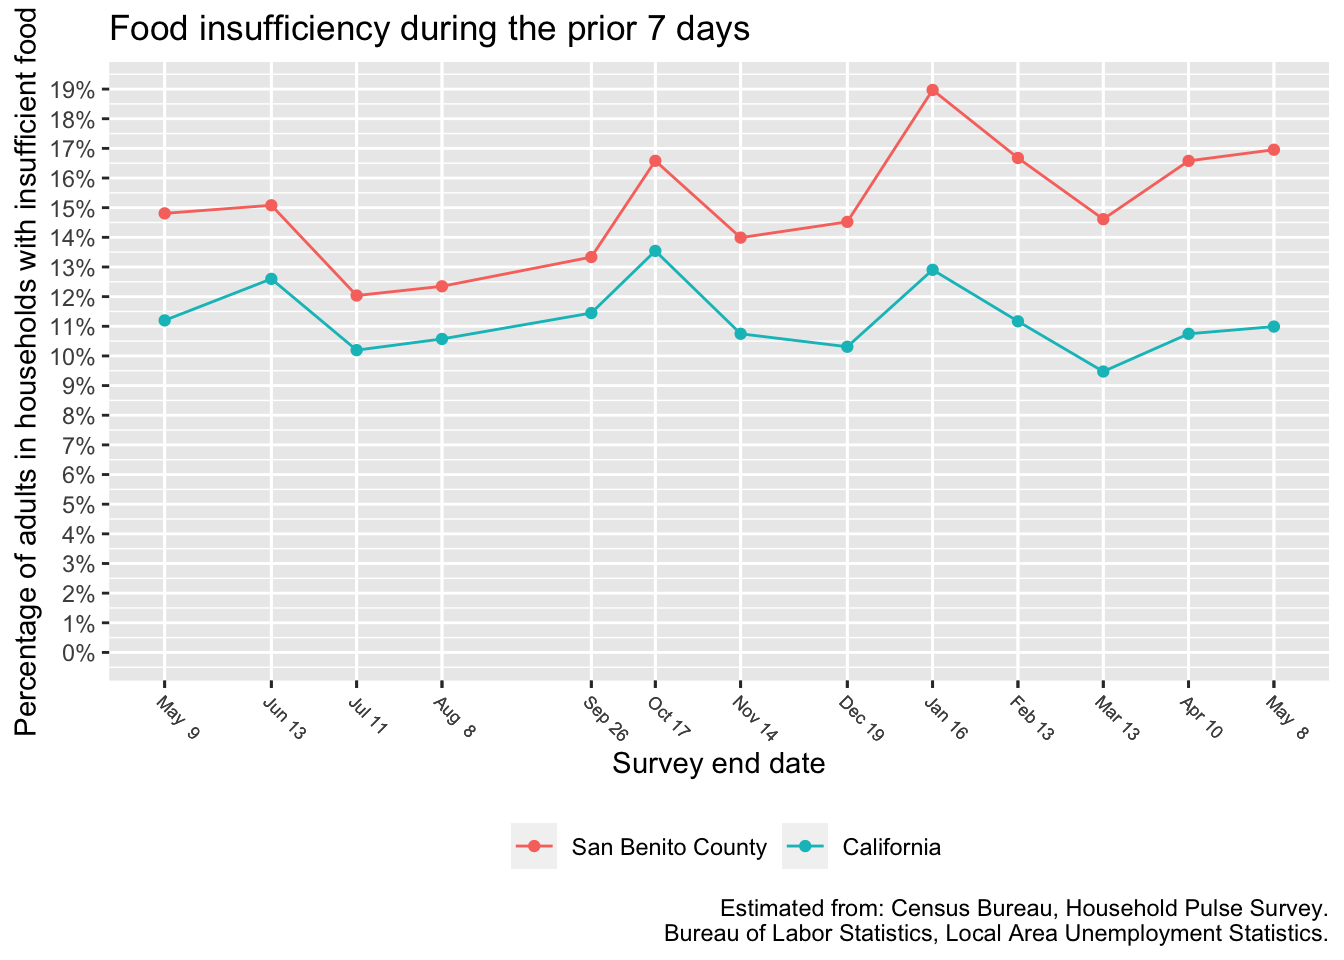 Food insufficiency during the prior 7 days
Percentage of adults in households with insufficient food
19%
18%
17%
16%
15%
14%
13%
12%
11%
10%
9%
8%
7%
6%
5%
4%
3%
2%
1%
0%
May 9
Jun 13
Jul 11
Aug 8
Sep 26
Oct 17
Nov 14
Dec 19
Jan 16
Feb 13
Mar 13
Apr 10
May 8
Survey end date
San Benito County
California
Estimated from: Census Bureau, Household Pulse Survey.
Bureau of Labor Statistics, Local Area Unemployment Statistics.